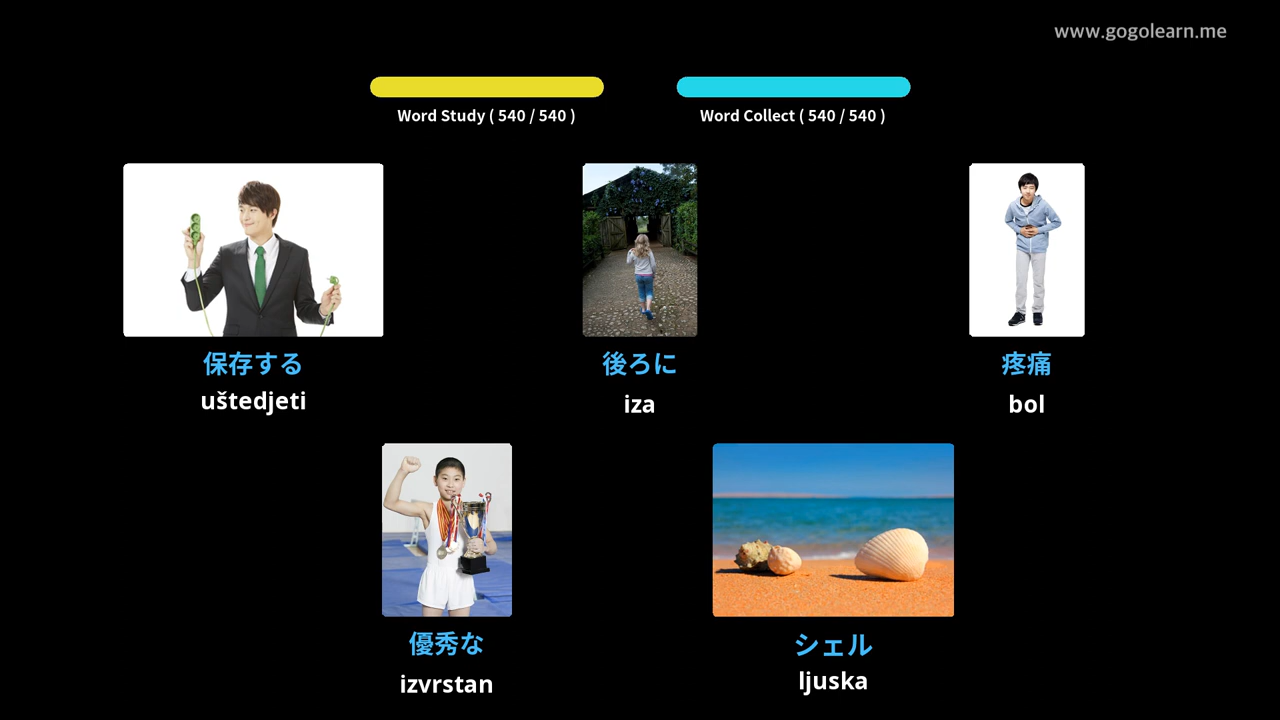 www.gogolearn.me
Word Study ( 540 / 540 )
Word Collect ( 540 / 540 )
保存する
uštedjeti
後ろに
iza
疼痛
bol
優秀な
izvrstan
シェル
ljuska